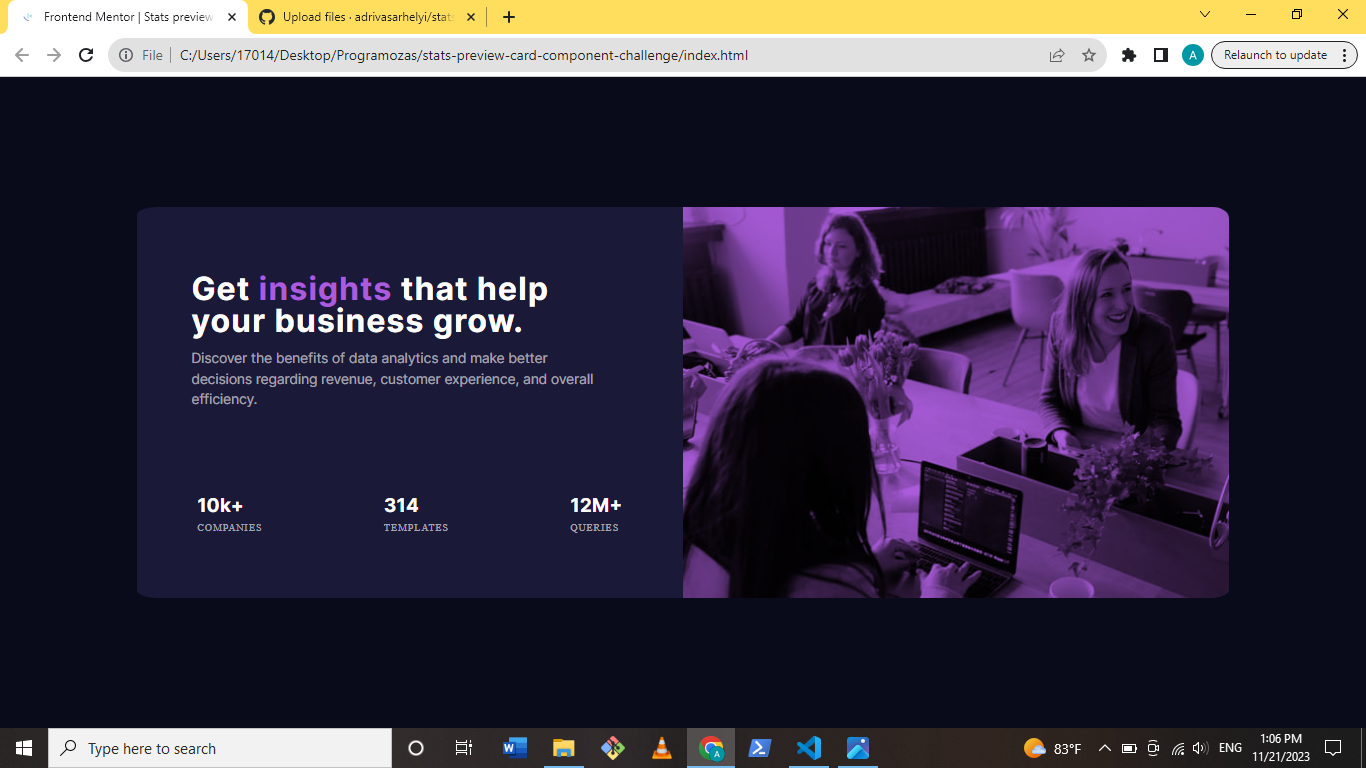 Frontend Mentor | Stats preview
Upload files · adrivasarhelyi/stats
File
C:/Users/17014/Desktop/Programozas/stats-preview-card-component-challenge/index.html
A
Relaunch to update
Get insights that help
your business grow.
Discover the benefits of data analytics and make better
decisions regarding revenue, customer experience, and overall
efficiency.
10k+
314
12M+
COMPANIES
TEMPLATES
QUERIES
Type here to search
83°F
ENG
1:06 PM
11/21/2023